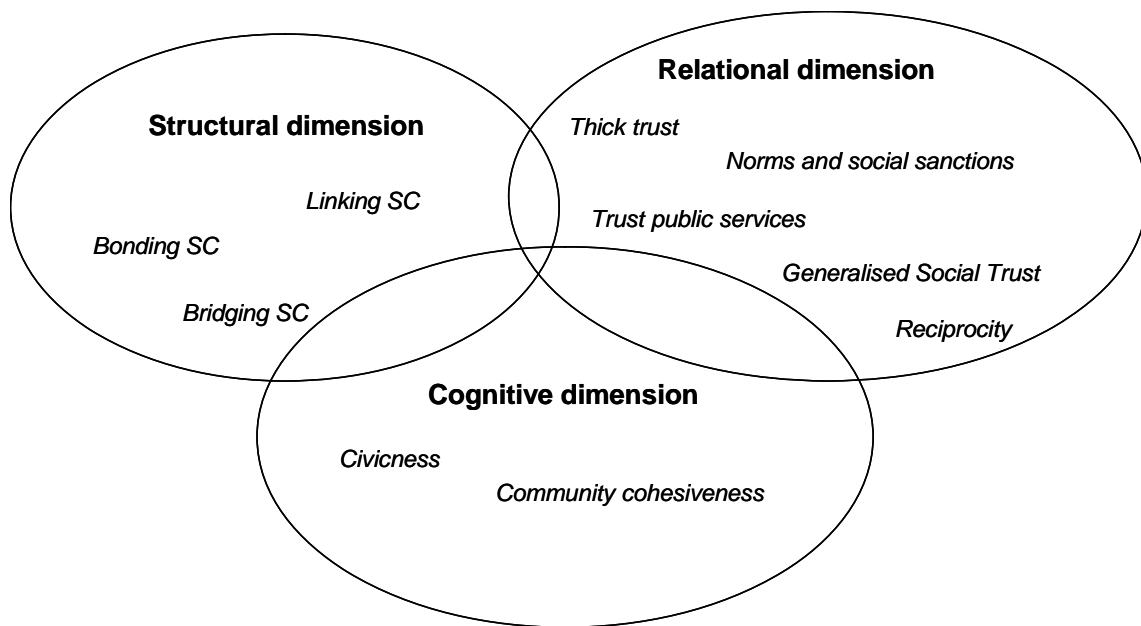 Relational dimension
Structural dimension
Thick trust
Norms and social sanctions
Linking SC
Trust public services
Bonding SC
Generalised Social Trust
Bridging SC
Reciprocity
Cognitive dimension
Civicness
Community cohesiveness